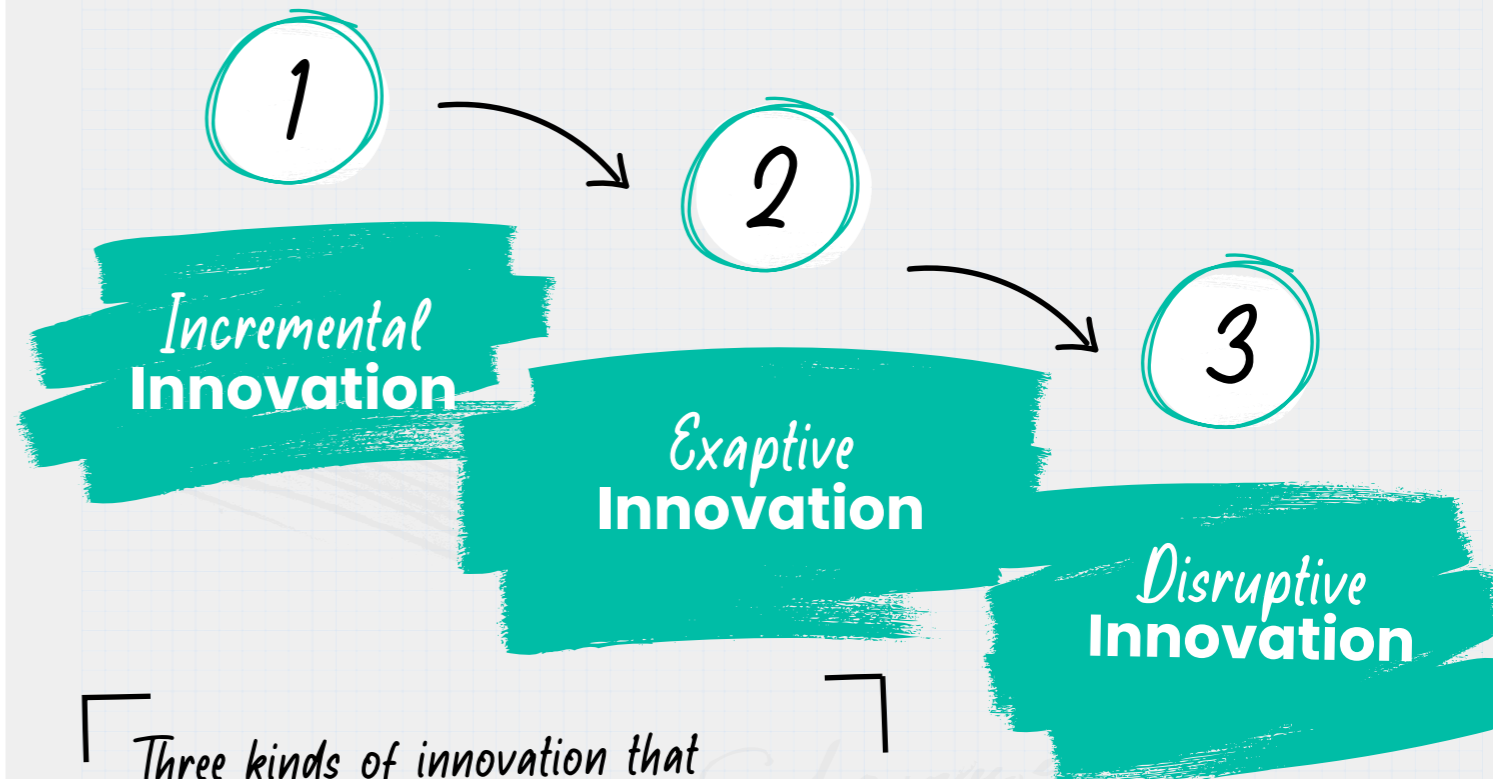 1
2
3
Incremental
Innovation
Exaptive
Innovation
Disruptive
Innovation
Three kinds of innovation that